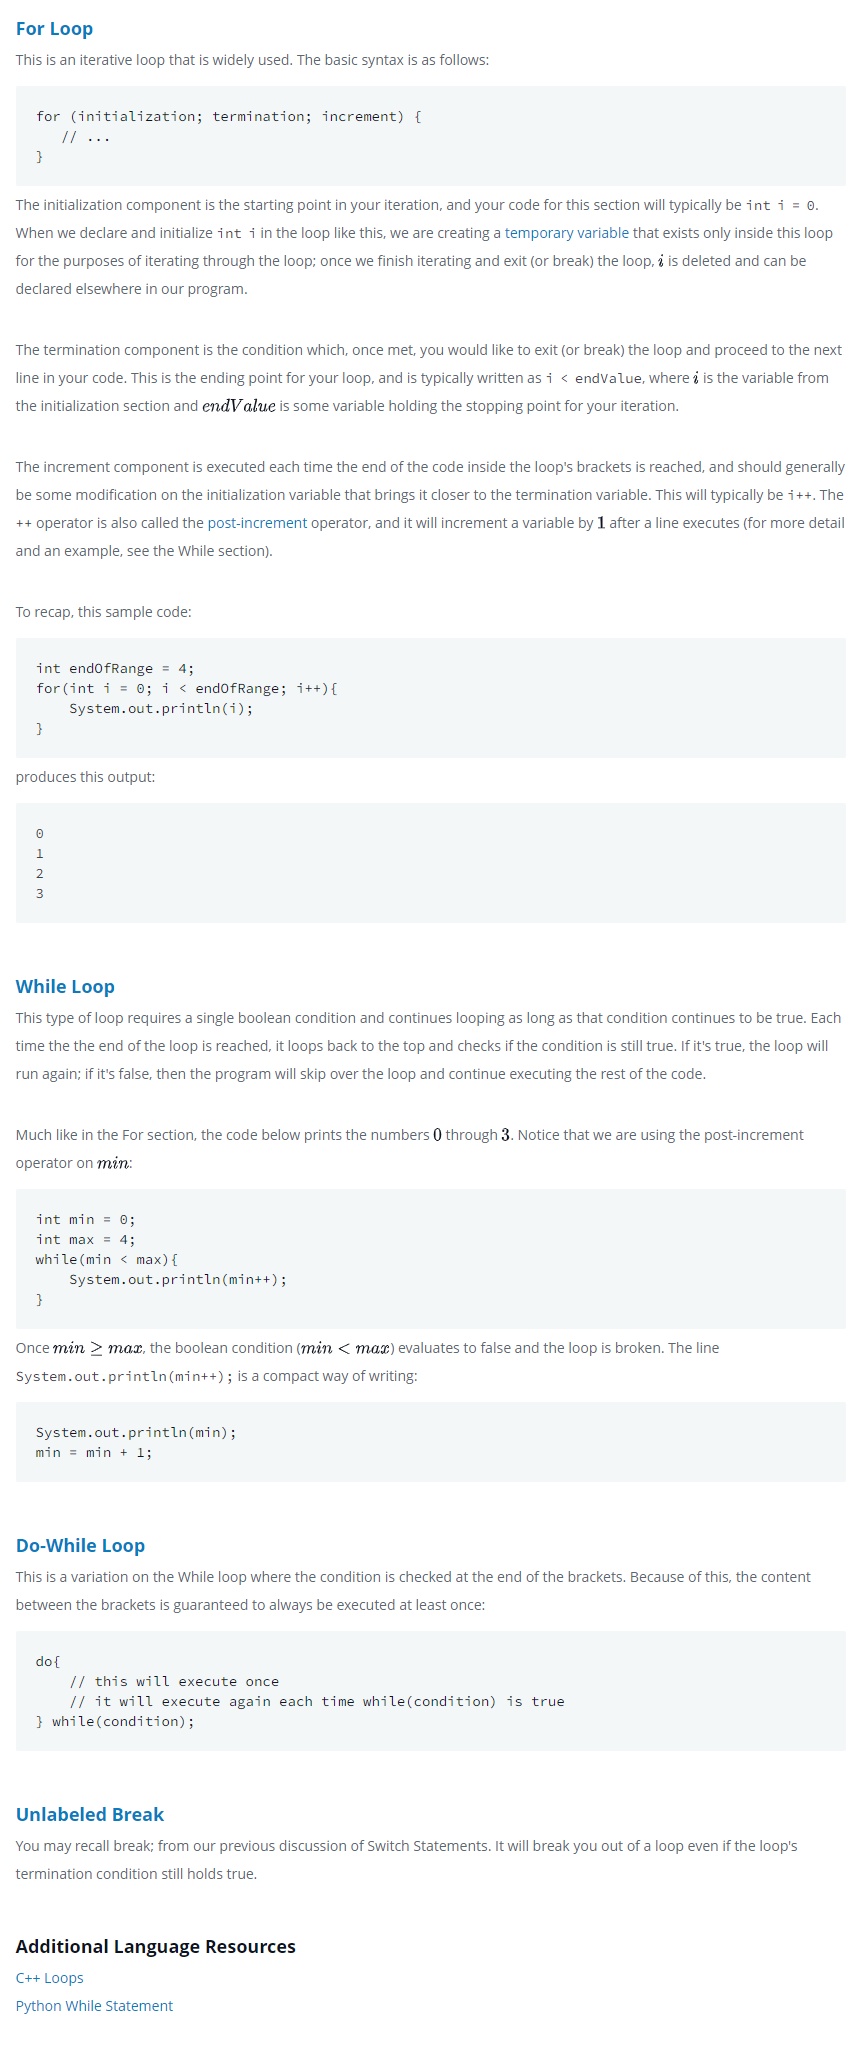 For Loop
This is an iterative loop that is widely used. The basic syntax is as follows:
for (initialization; termination; increment) {
   // ...
}
The initialization component is the starting point in your iteration, and your code for this section will typically be int i = 0.
When we declare and initialize int i in the loop like this, we are creating a temporary variable that exists only inside this loop
for the purposes of iterating through the loop; once we finish iterating and exit (or break) the loop, i is deleted and can be
declared elsewhere in our program.
The termination component is the condition which, once met, you would like to exit (or break) the loop and proceed to the next
line in your code. This is the ending point for your loop, and is typically written as i < endValue, where i is the variable from
the initialization section and endValue is some variable holding the stopping point for your iteration.
The increment component is executed each time the end of the code inside the loop's brackets is reached, and should generally
be some modification on the initialization variable that brings it closer to the termination variable. This will typically be i++. The
++ operator is also called the post-increment operator, and it will increment a variable by 1 after a line executes (for more detail
and an example, see the While section).
To recap, this sample code:
int endOfRange = 4;
for(int i = 0; i < endOfRange; i++){
    System.out.println(i);
}
produces this output:
0
1
2
3
While Loop
This type of loop requires a single boolean condition and continues looping as long as that condition continues to be true. Each
time the the end of the loop is reached, it loops back to the top and checks if the condition is still true. If it's true, the loop will
run again; if it's false, then the program will skip over the loop and continue executing the rest of the code.
Much like in the For section, the code below prints the numbers 0 through 3. Notice that we are using the post-increment
operator on min:
int min = 0;
int max = 4;
while(min < max){
    System.out.println(min++);
}
Once min ≥ max, the boolean condition (min < max) evaluates to false and the loop is broken. The line
System.out.println(min++); is a compact way of writing:
System.out.println(min);
min = min + 1;
Do-While Loop
This is a variation on the While loop where the condition is checked at the end of the brackets. Because of this, the content
between the brackets is guaranteed to always be executed at least once:
do{
    // this will execute once
    // it will execute again each time while(condition) is true
} while(condition);
Unlabeled Break
You may recall break; from our previous discussion of Switch Statements. It will break you out of a loop even if the loop's
termination condition still holds true.
Additional Language Resources
C++ Loops
Python While Statement